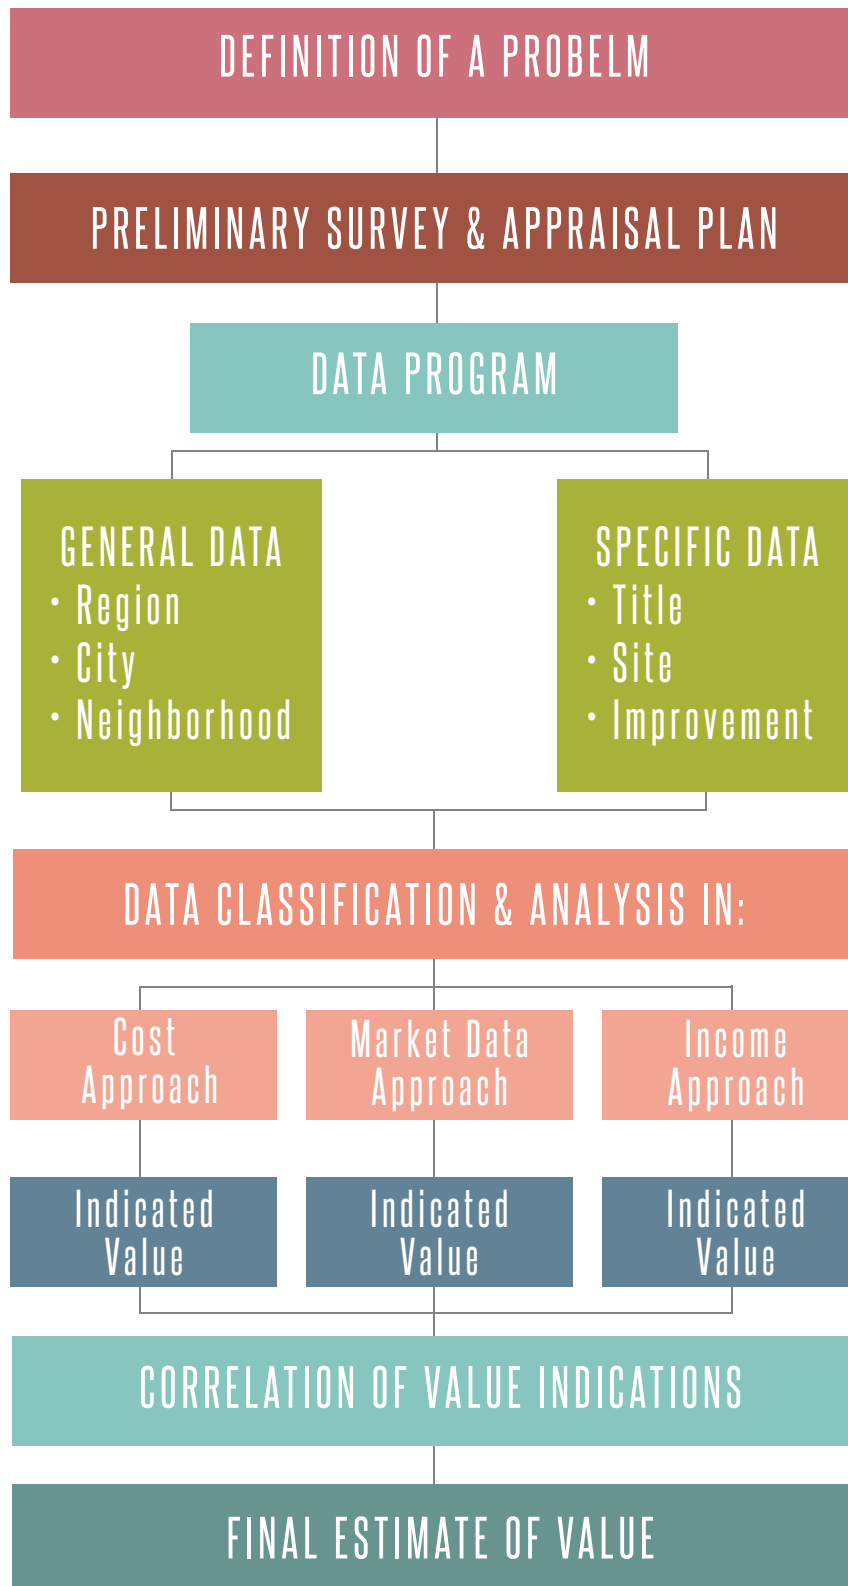 DEFINITION OF A PROBELM
PRELIMINARY SURVEY & APPRAISAL PLAN
DATA PROGRAM
GENERAL DATA
• Region
• City
• Neighborhood
SPECIFIC DATA
• Title
• Site
• Improvement
DATA CLASSIFICATION & ANALYSIS IN:
Cost
Approach
Market Data
Approach
Income
Approach
Indicated
Value
Indicated
Value
Indicated
Value
CORRELATION OF VALUE INDICATIONS
FINAL ESTIMATE OF VALUE